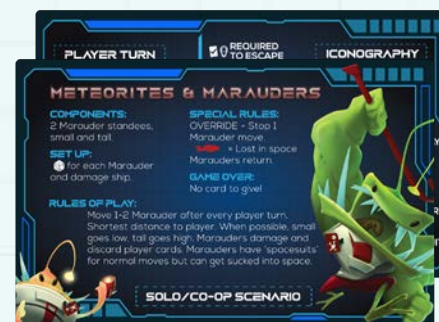 PLAYER TURN
REQUIRED
TO ESCAPE
ICONOGRAPHY
METEORITES & MARAUDERS
COMPONENTS:
2 Marauder standees,
small and tall.
SET UP:
for each Marauder
and damage ship.
SPECIAL RULES:
OVERRIDE - Stop 1
Marauder move.
= Lost in space
Marauders return.
GAME OVER:
No card to give!
RULES OF PLAY:
Move 1-2 Marauder after every player turn.
Shortest distance to player. When possible, small
goes low, tall goes high. Marauders damage and
discard player cards. Marauders have 'spacesuits'
for normal moves but can get sucked into space.
SOLO/CO-OP SCENARIO